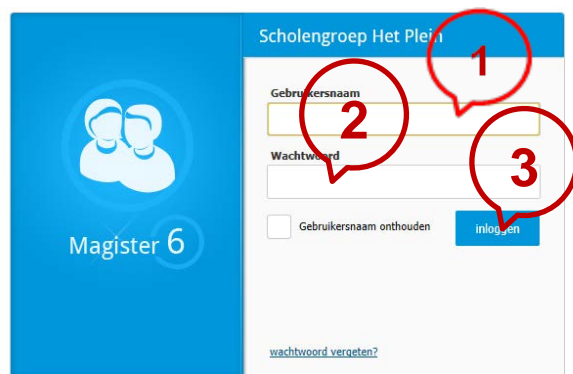 Scholengroep Het Plein
1
Gebruikersnaam
2
Wachtwoord
3
Gebruikersnaam onthouden
inloggen
Magister 6
wachtwoord vergeten?